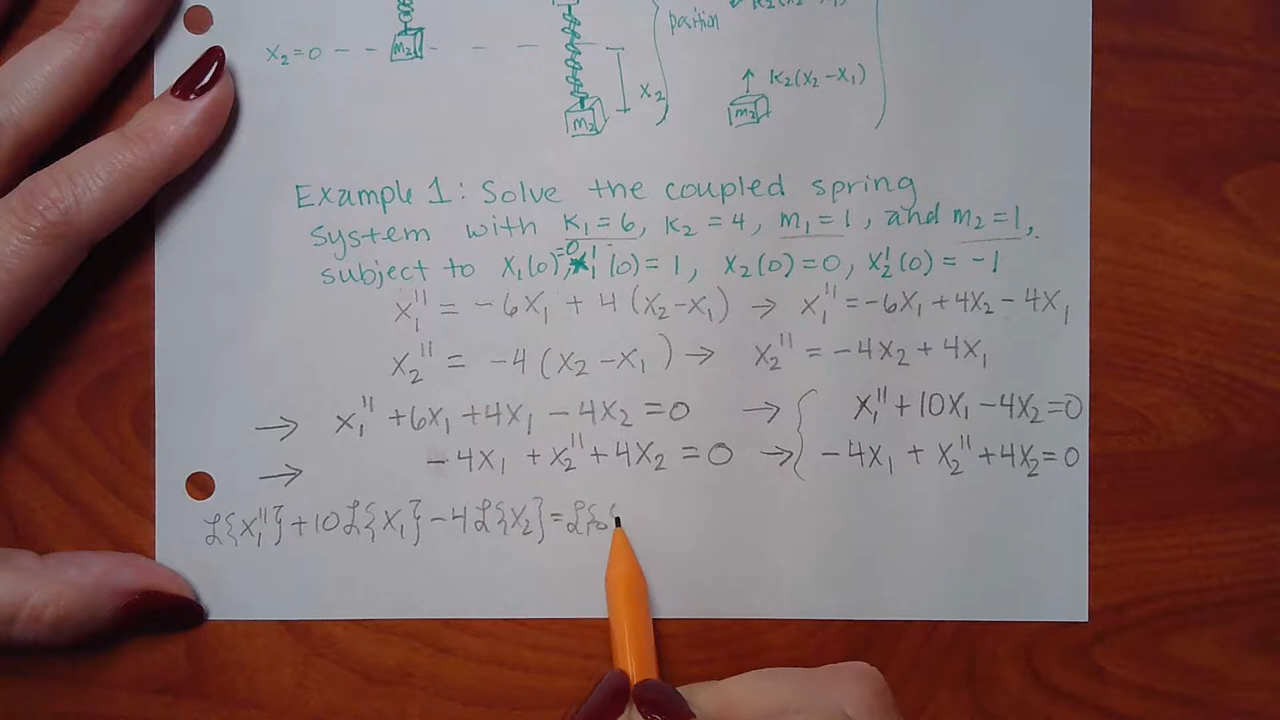 position
x₂=0
m₂
x₂
m₂
k₂(x₂-x₁)
m₂
Example 1: Solve the coupled spring
system with k₁=6, k₂=4, m₁=1, and m₂=1,
subject to x₁(0)=0, x₁'(0)=1, x₂(0)=0, x₂'(0)=-1
x₁''=-6x₁+4(x₂-x₁) → x₁''=-6x₁+4x₂-4x₁
x₂''=-4(x₂-x₁) → x₂''=-4x₂+4x₁
→ x₁''+6x₁+4x₁-4x₂=0 → { x₁''+10x₁-4x₂=0
→ -4x₁+x₂''+4x₂=0 → { -4x₁+x₂''+4x₂=0
ℒ{x₁''}+10ℒ{x₁}-4ℒ{x₂}=ℒ{0}